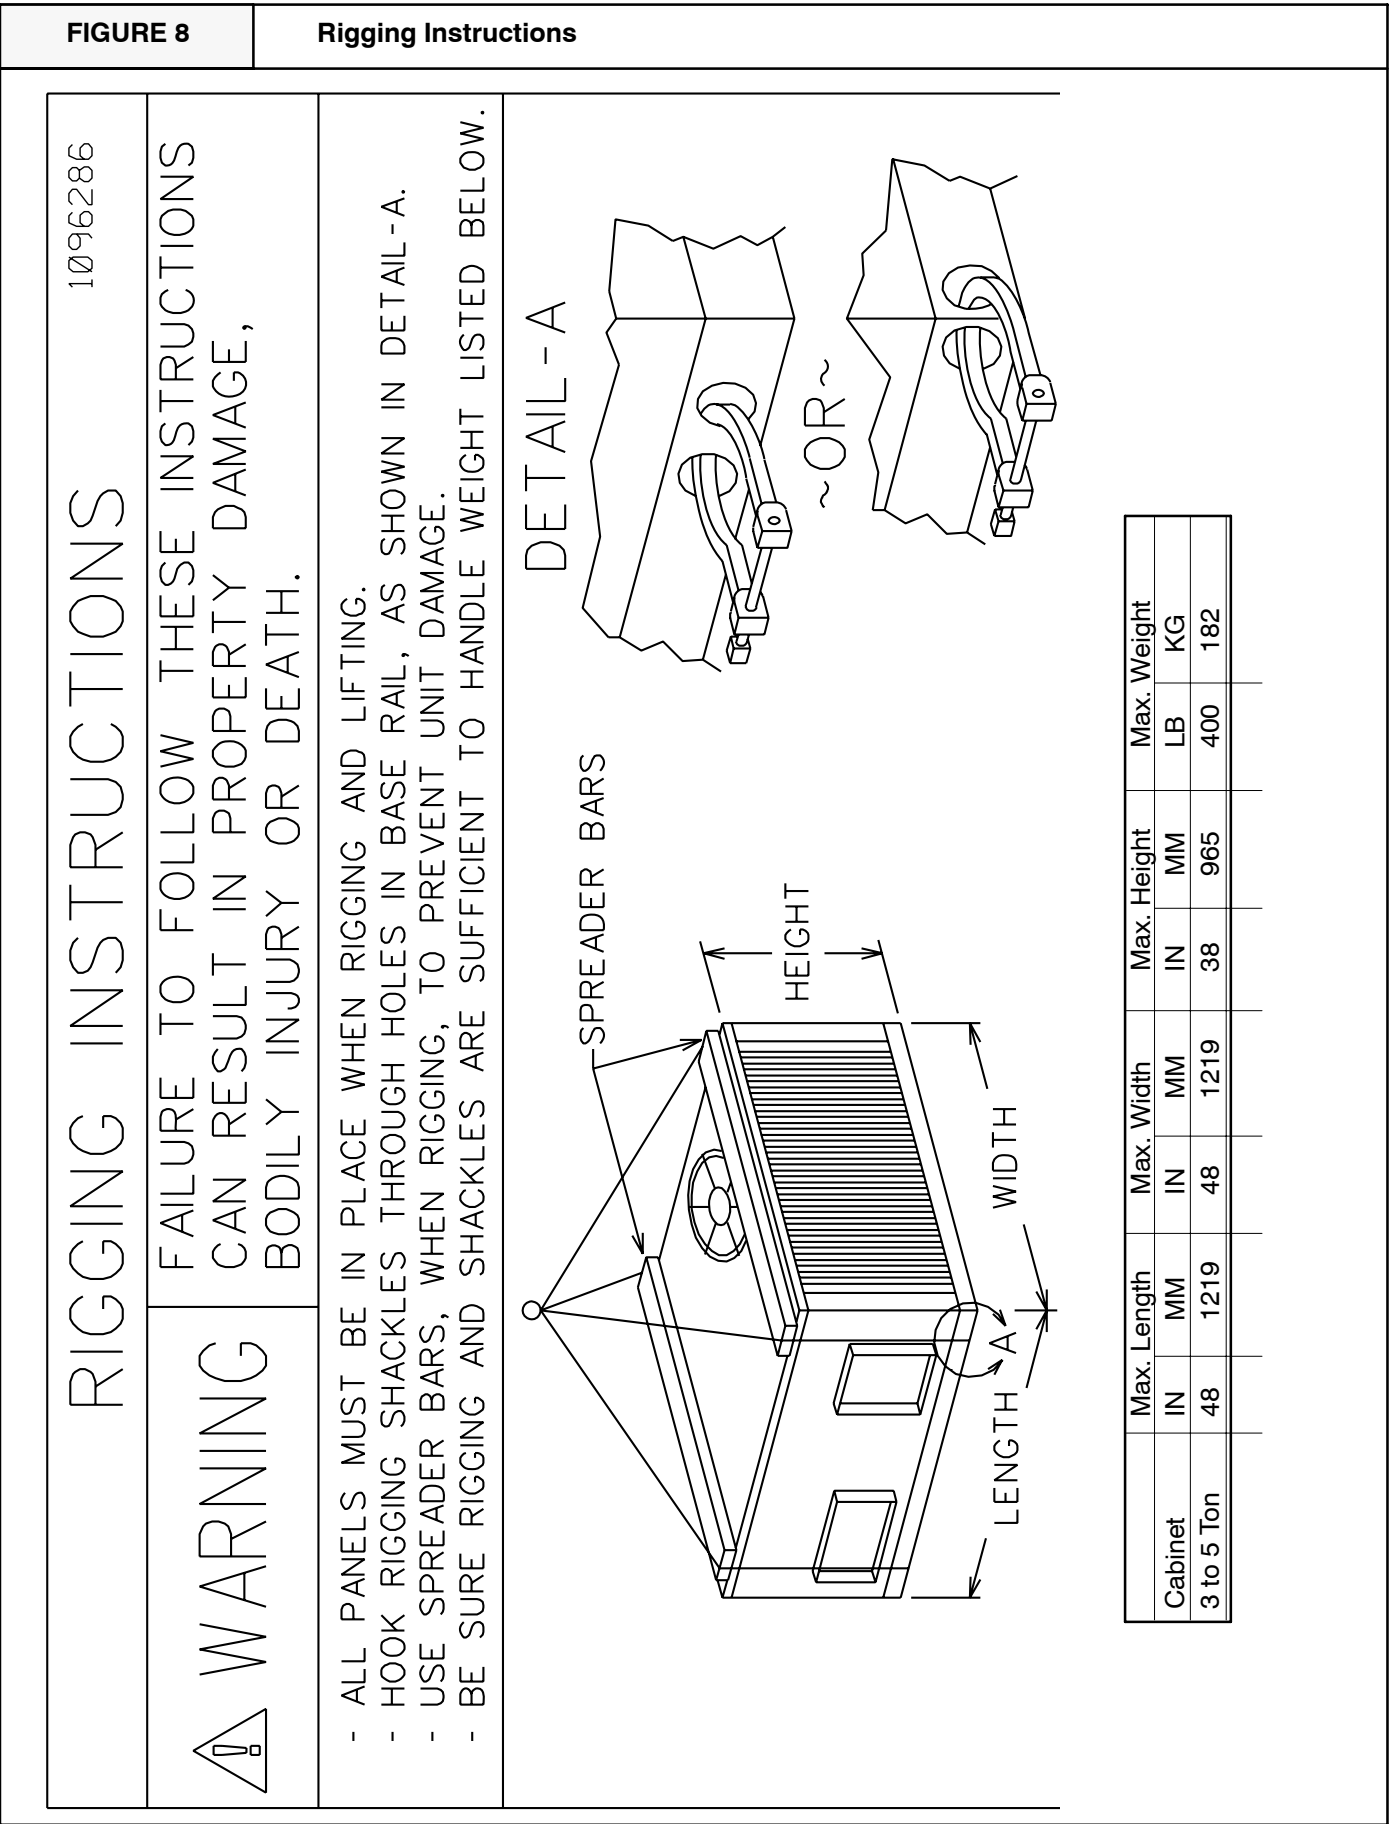 FIGURE 8
Rigging Instructions
RIGGING INSTRUCTIONS
1096286
WARNING
FAILURE TO FOLLOW THESE INSTRUCTIONS
CAN RESULT IN PROPERTY DAMAGE,
BODILY INJURY OR DEATH.
- ALL PANELS MUST BE IN PLACE WHEN RIGGING AND LIFTING.
- HOOK RIGGING SHACKLES THROUGH HOLES IN BASE RAIL, AS SHOWN IN DETAIL-A.
- USE SPREADER BARS, WHEN RIGGING, TO PREVENT UNIT DAMAGE.
- BE SURE RIGGING AND SHACKLES ARE SUFFICIENT TO HANDLE WEIGHT LISTED BELOW.
DETAIL-A
SPREADER BARS
HEIGHT
~OR~
LENGTH
A
WIDTH
Max. Length Max. Width Max. Height Max. Weight
Cabinet IN MM IN MM IN MM LB KG
3 to 5 Ton 48 1219 48 1219 38 965 400 182